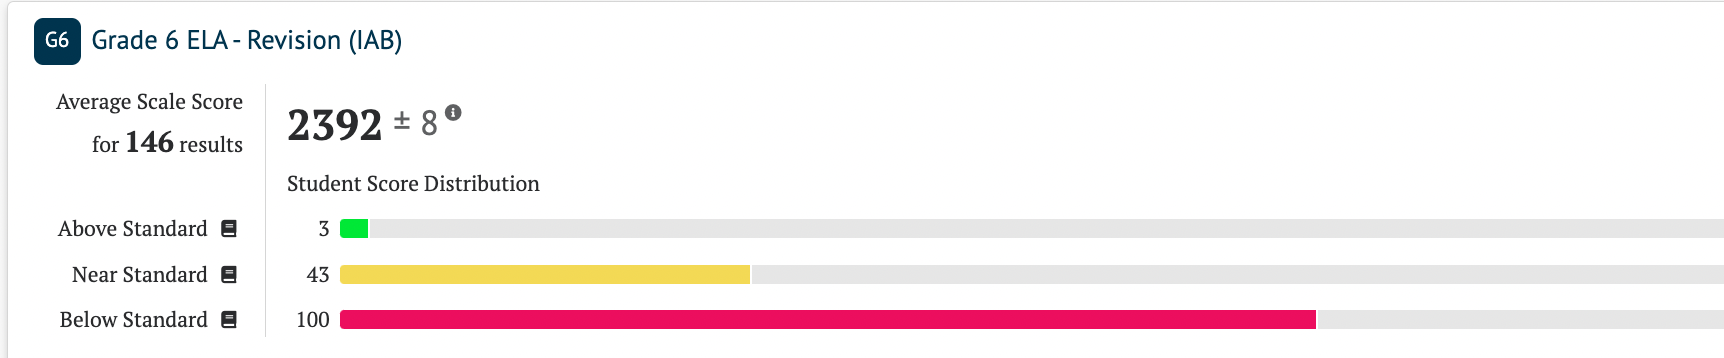 G6 Grade 6 ELA - Revision (IAB)
Average Scale Score
for 146 results
2392 ± 8
Student Score Distribution
Above Standard 3
Near Standard 43
Below Standard 100